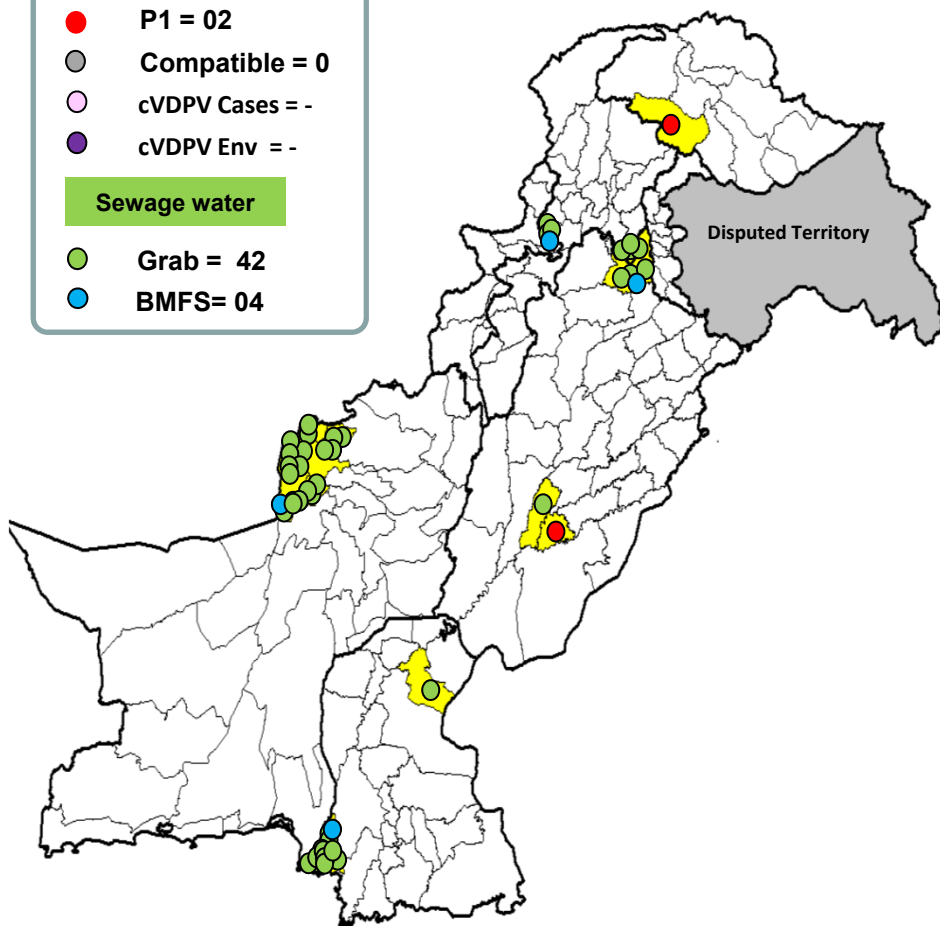 P1 = 02
Compatible = 0
cVDPV Cases = -
cVDPV Env  = -
Sewage water
Grab =  42
BMFS= 04
Disputed Territory